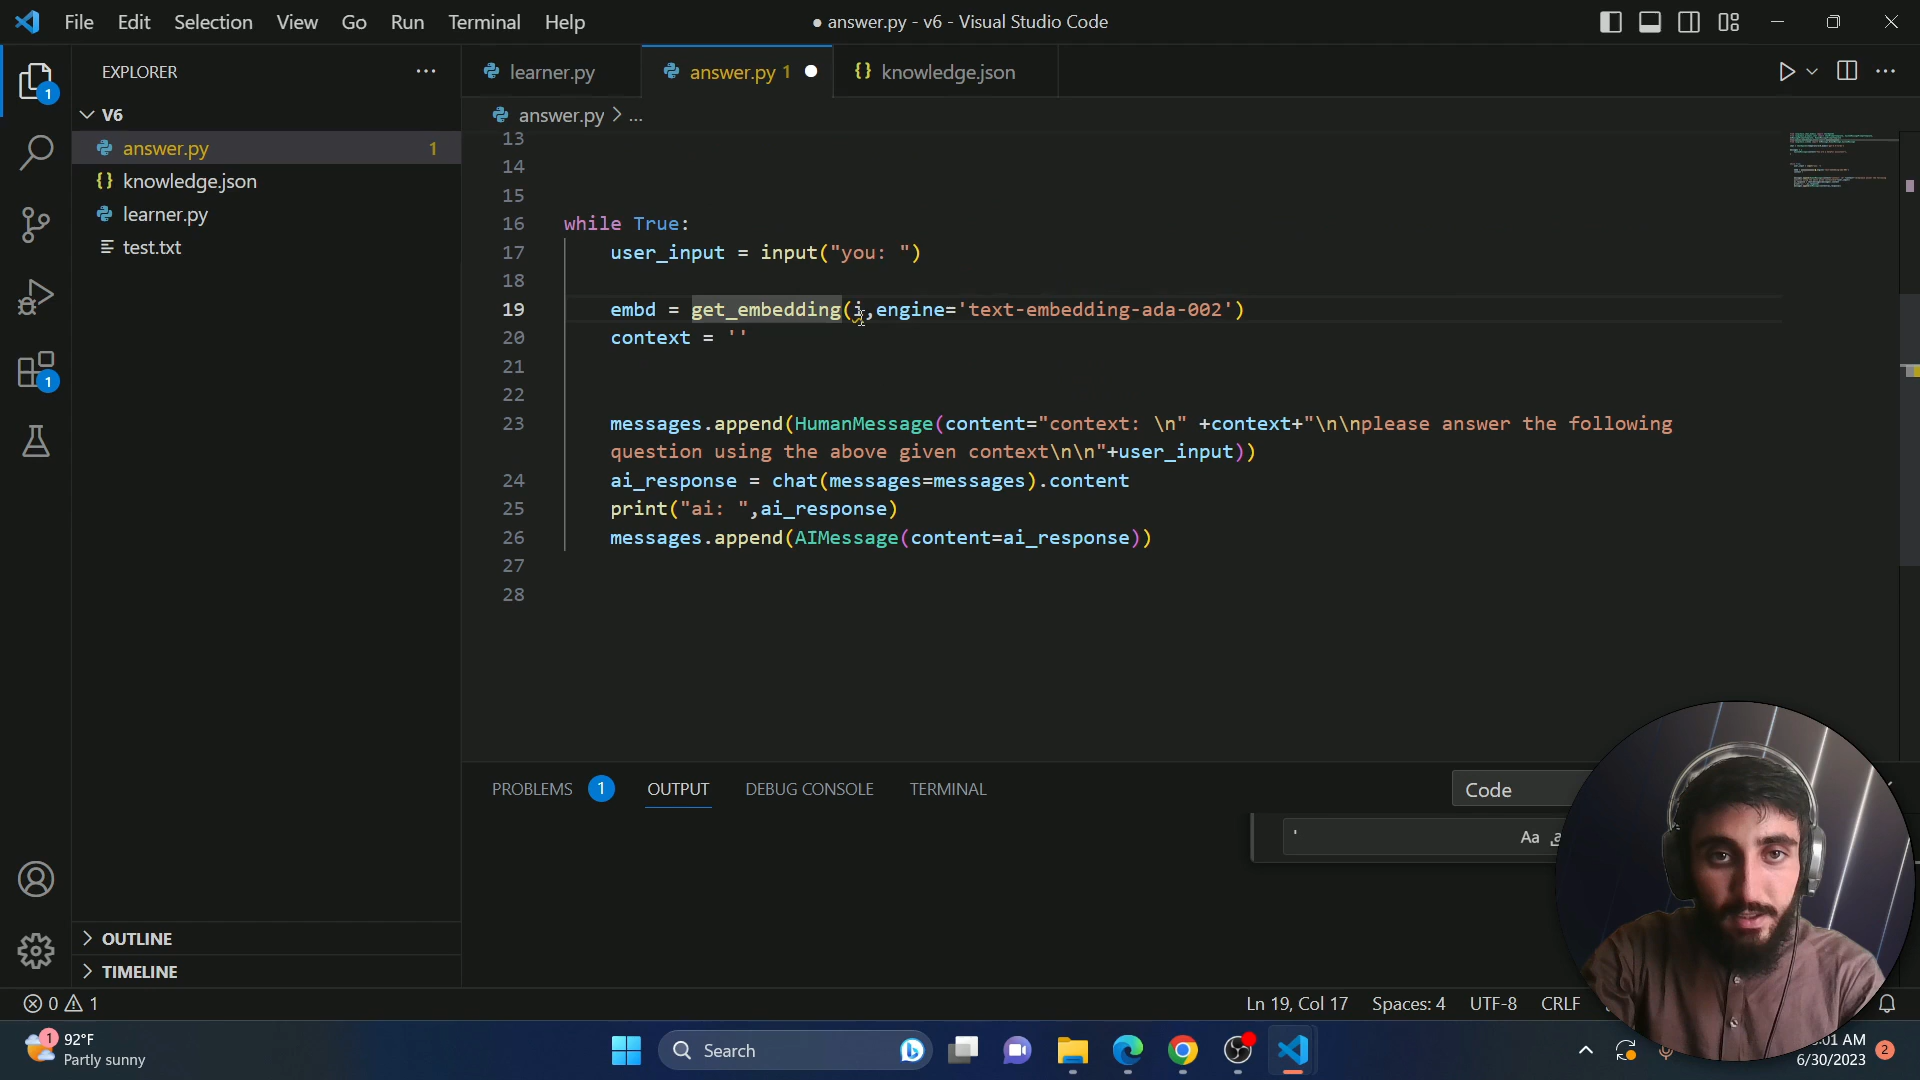 File Edit Selection View Go Run Terminal Help
● answer.py - v6 - Visual Studio Code
EXPLORER
1
V6
answer.py 1
knowledge.json
learner.py
test.txt
1
OUTLINE
TIMELINE
learner.py answer.py 1 knowledge.json
answer.py > ...
13
14
15
16 while True:
17 user_input = input("you: ")
18
19 embd = get_embedding(i,engine='text-embedding-ada-002')
20 context = ''
21
22
23 messages.append(HumanMessage(content="context: \n" +context+"\n\nplease answer the following
question using the above given context\n\n"+user_input))
24 ai_response = chat(messages=messages).content
25 print("ai: ",ai_response)
26 messages.append(AIMessage(content=ai_response))
27
28
PROBLEMS 1 OUTPUT DEBUG CONSOLE TERMINAL
Code
' Aa
0 1
Ln 19, Col 17 Spaces: 4 UTF-8 CRLF
1
92°F
Partly sunny
Search
:01 AM
6/30/2023
2